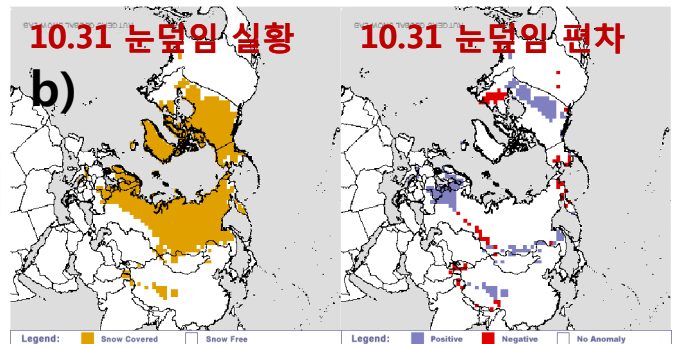 10.31 눈덮임 실황
10.31 눈덮임 편차
b)
Legend: Snow Covered Snow Free
Legend: Positive Negative No Anomaly